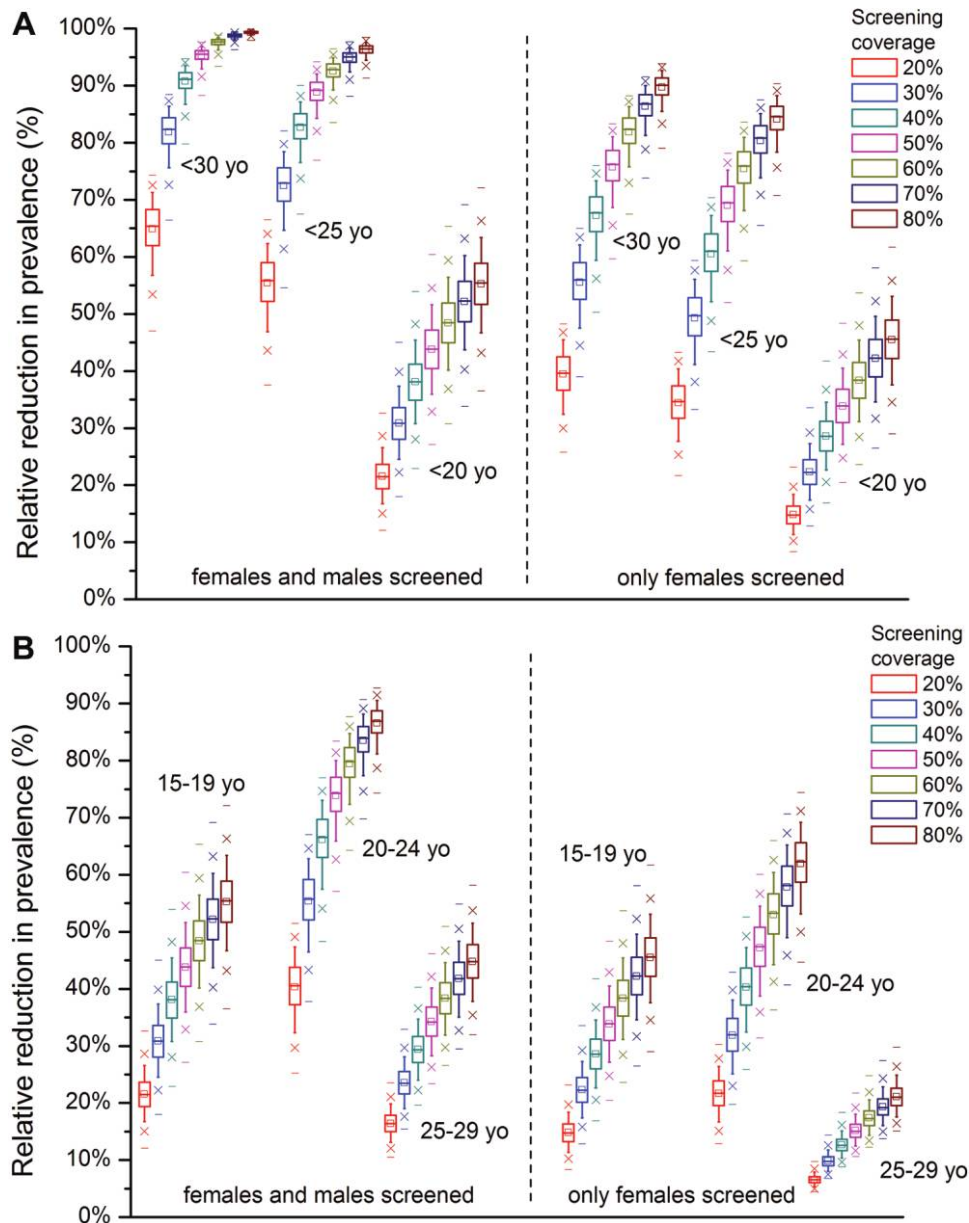 A
Relative reduction in prevalence (%)
100%
90%
80%
70%
60%
50%
40%
30%
20%
10%
0%
<30 yo
<25 yo
<20 yo
females and males screened
<30 yo
<25 yo
<20 yo
only females screened
Screening
coverage
20%
30%
40%
50%
60%
70%
80%
B
Relative reduction in prevalence (%)
100%
90%
80%
70%
60%
50%
40%
30%
20%
10%
0%
15-19 yo
20-24 yo
25-29 yo
females and males screened
15-19 yo
20-24 yo
25-29 yo
only females screened
Screening
coverage
20%
30%
40%
50%
60%
70%
80%